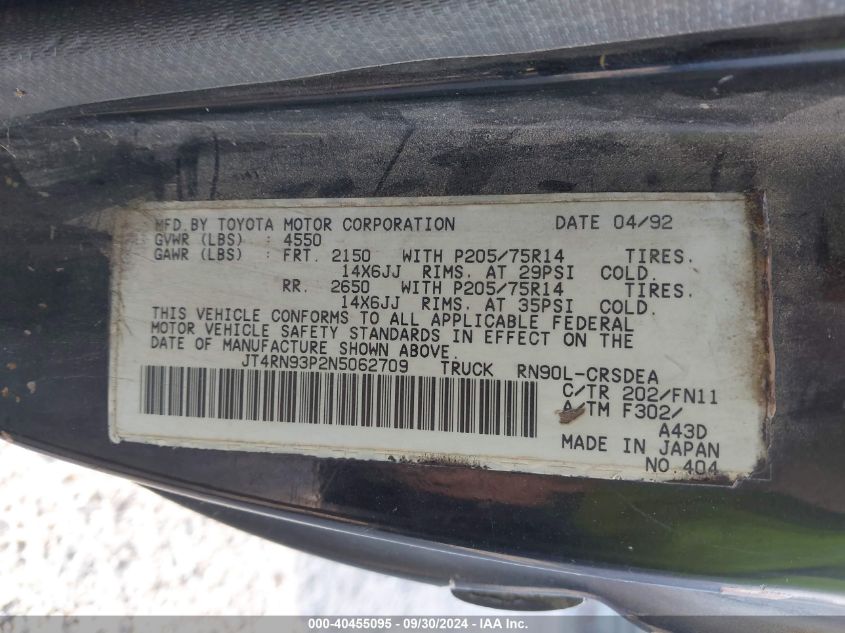 MFD. BY TOYOTA MOTOR CORPORATION DATE 04/92
GVWR (LBS) : 4550
GAWR (LBS) : FRT. 2150 WITH P205/75R14 TIRES.
14X6JJ RIMS. AT 29PSI COLD.
RR. 2650 WITH P205/75R14 TIRES.
14X6JJ RIMS. AT 35PSI COLD.
THIS VEHICLE CONFORMS TO ALL APPLICABLE FEDERAL
MOTOR VEHICLE SAFETY STANDARDS IN EFFECT ON THE
DATE OF MANUFACTURE SHOWN ABOVE.
JT4RN93P2N5062709 TRUCK RN90L-CRSDEA
C/TR 202/FN11
A/TM F302/
A43D
MADE IN JAPAN
NO.404
000-40455095 - 09/30/2024 - IAA Inc.